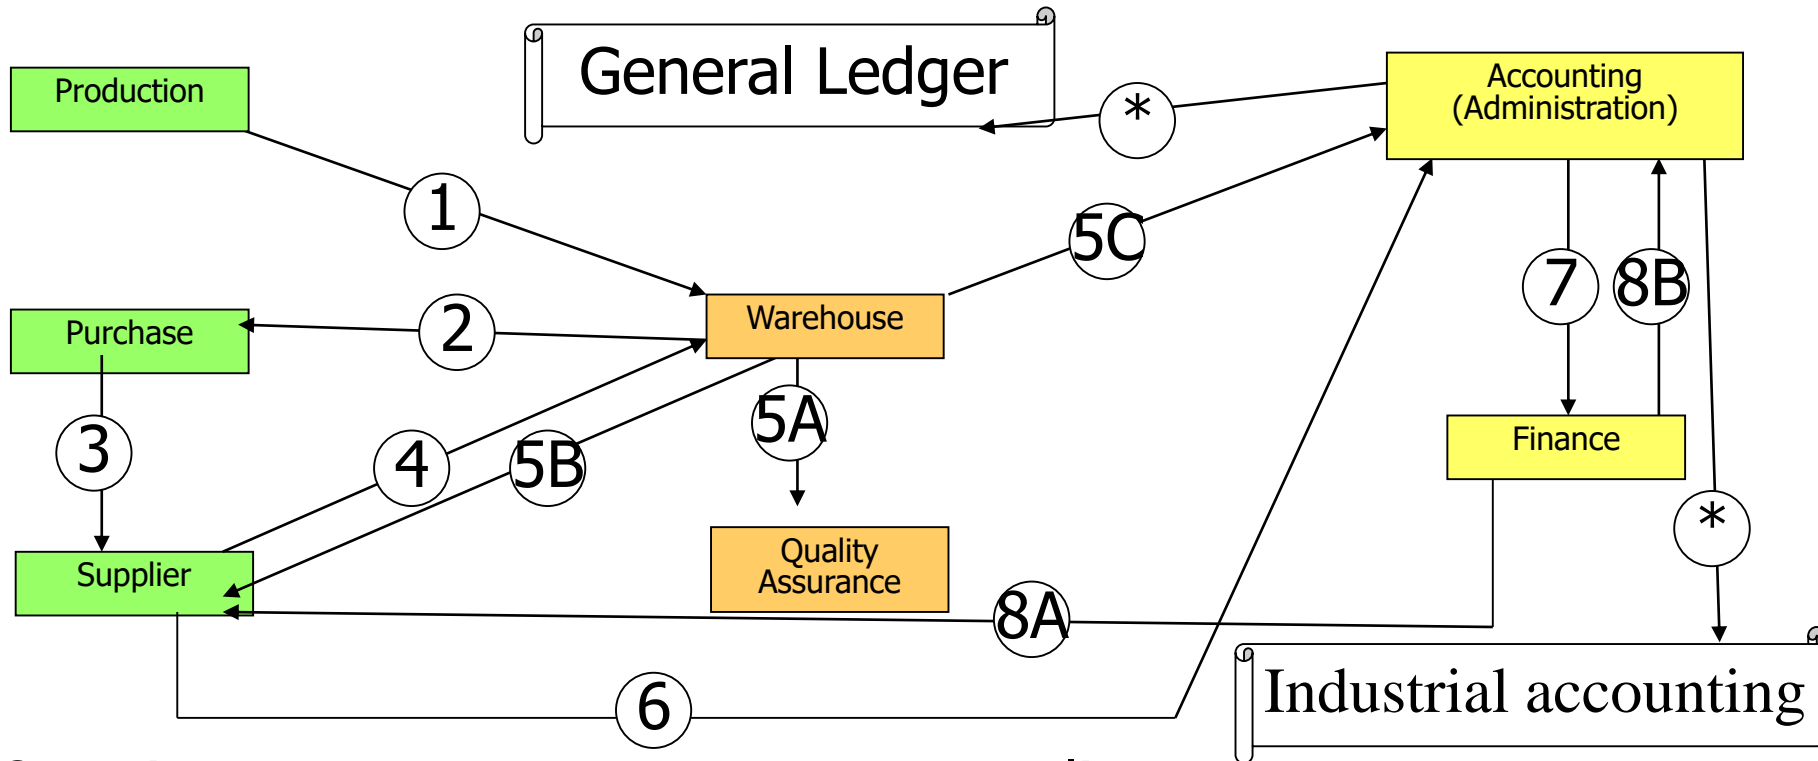 General Ledger
Production
Accounting
(Administration)
*
1
5C
Purchase
2
Warehouse
7
8B
3
4
5B
5A
Finance
Supplier
Quality
Assurance
*
8A
6
Industrial accounting